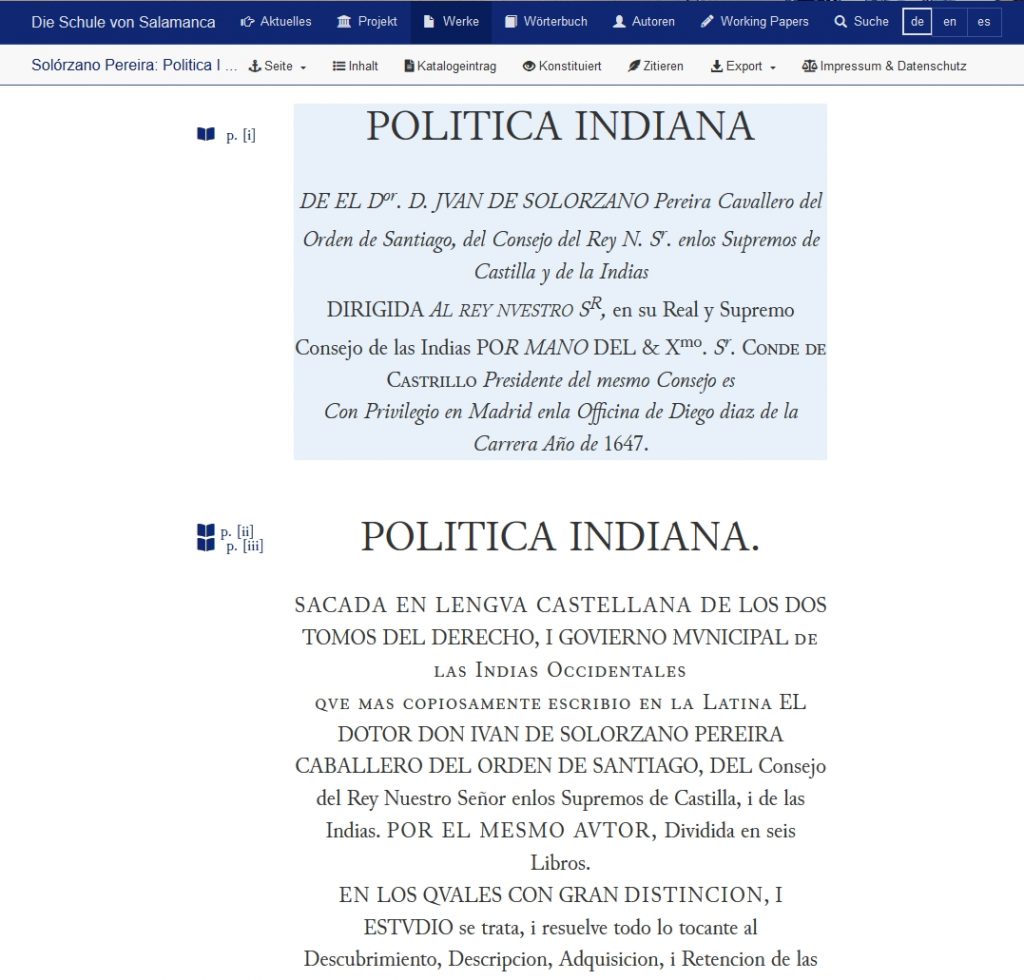 Die Schule von Salamanca Aktuelles Projekt Werke Wörterbuch Autoren Working Papers Suche de en es
Solórzano Pereira: Politica I ... Seite Inhalt Katalogeintrag Konstituiert Zitieren Export Impressum & Datenschutz
p. [i]
POLITICA INDIANA
DE EL Dor. D. JVAN DE SOLORZANO Pereira Cavallero del
Orden de Santiago, del Consejo del Rey N. Sr. enlos Supremos de
Castilla y de la Indias
DIRIGIDA AL REY NVESTRO SR, en su Real y Supremo
Consejo de las Indias POR MANO DEL & Xmo. Sr. CONDE DE
CASTRILLO Presidente del mesmo Consejo es
Con Privilegio en Madrid enla Officina de Diego diaz de la
Carrera Año de 1647.
p. [ii]
p. [iii]
POLITICA INDIANA.
SACADA EN LENGVA CASTELLANA DE LOS DOS
TOMOS DEL DERECHO, I GOVIERNO MVNICIPAL DE
LAS INDIAS OCCIDENTALES
QVE MAS COPIOSAMENTE ESCRIBIO EN LA LATINA EL
DOTOR DON IVAN DE SOLORZANO PEREIRA
CABALLERO DEL ORDEN DE SANTIAGO, DEL Consejo
del Rey Nuestro Señor enlos Supremos de Castilla, i de las
Indias. POR EL MESMO AVTOR, Dividida en seis
Libros.
EN LOS QVALES CON GRAN DISTINCION, I
ESTVDIO se trata, i resuelve todo lo tocante al
Descubrimiento, Descripcion, Adquisicion, i Retencion de las